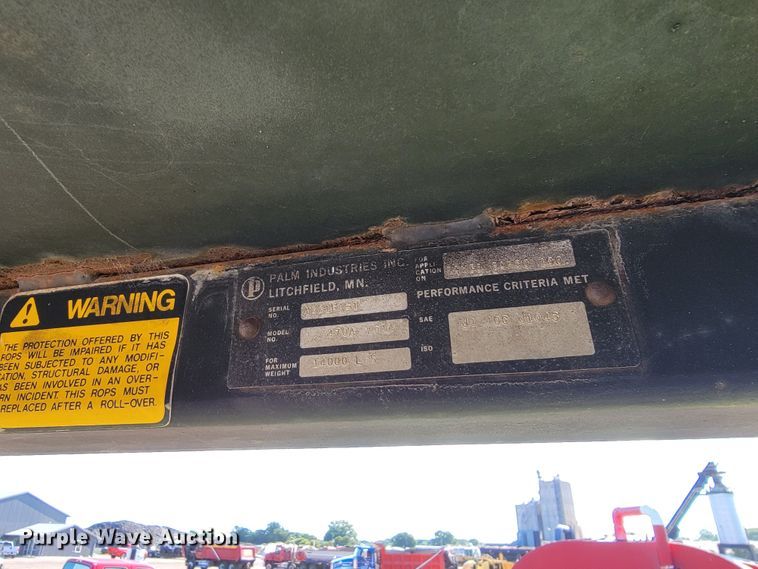 WARNING
THE PROTECTION OFFERED BY THIS
ROPS WILL BE IMPAIRED IF IT HAS
BEEN SUBJECTED TO ANY MODIFI-
CATION, STRUCTURAL DAMAGE, OR
HAS BEEN INVOLVED IN AN OVER-
RN INCIDENT. THIS ROPS MUST
REPLACED AFTER A ROLL-OVER.
P
PALM INDUSTRIES INC.
LITCHFIELD, MN.
SERIAL
NO.
MODEL
NO.
FOR
MAXIMUM
WEIGHT
FOR
APPLI
CATION
ON
PERFORMANCE CRITERIA MET
SAE
ISO
Purple Wave Auction